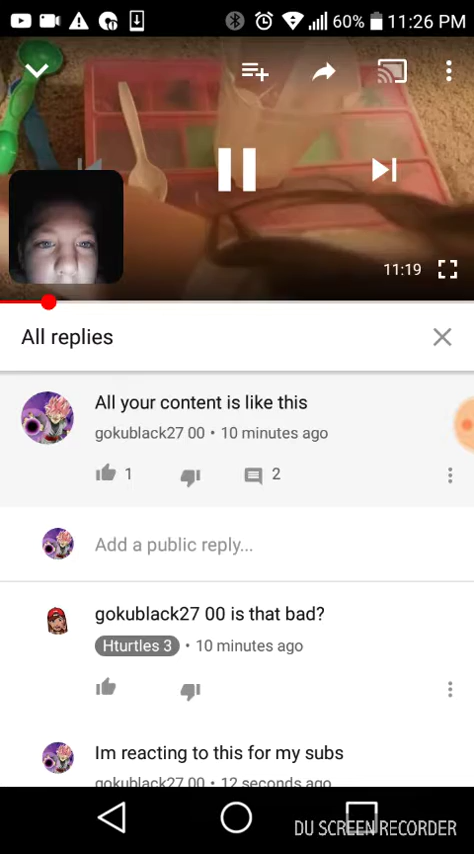 60% 11:26 PM
11:19
All replies
All your content is like this
gokublack27 00 • 10 minutes ago
1
2
Add a public reply...
gokublack27 00 is that bad?
Hturtles 3 • 10 minutes ago
Im reacting to this for my subs
gokublack27 00 • 12 seconds ago
DU SCREEN RECORDER